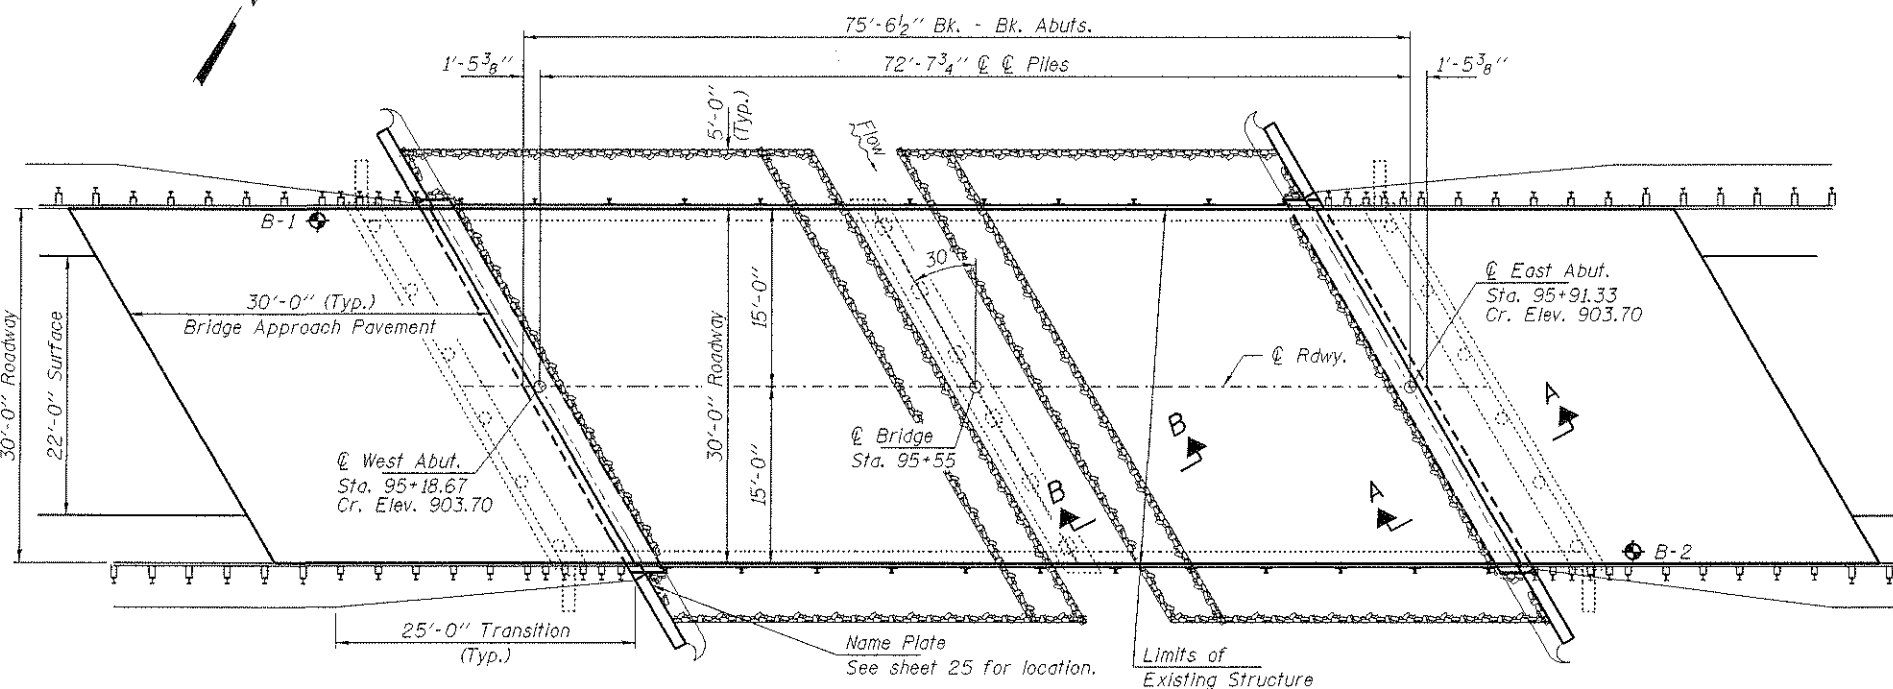 75'-6½" Bk. - Bk. Abuts.
1'-5⅜"
72'-7¾" ℄ ℄ Piles
1'-5⅜"
5'-0"
(Typ.)
Flow
B-1
30°
15'-0"
℄ East Abut.
Sta. 95+91.33
Cr. Elev. 903.70
30'-0" (Typ.)
Bridge Approach Pavement
30'-0" Roadway
22'-0" Surface
30'-0" Roadway
℄ Rdwy.
A
B
℄ Bridge
Sta. 95+55
℄ West Abut.
Sta. 95+18.67
Cr. Elev. 903.70
15'-0"
B
A
B-2
25'-0" Transition
(Typ.)
Name Plate
See sheet 25 for location.
Limits of
Existing Structure